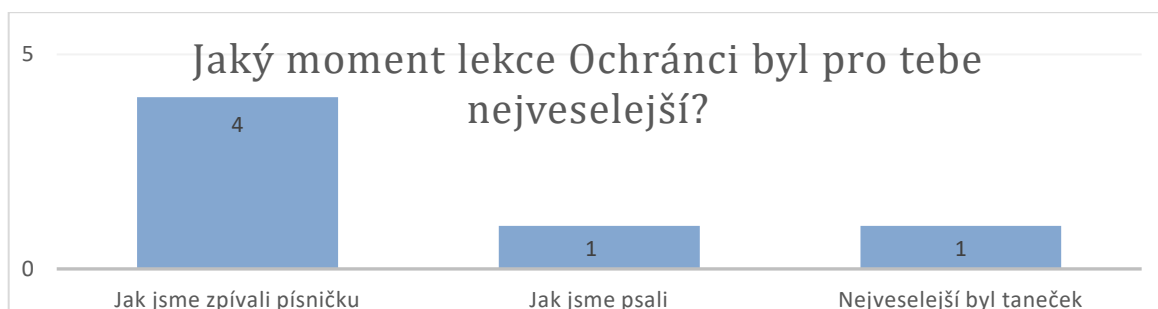 Jaký moment lekce Ochránci byl pro tebe
nejveselejší?
5
4
1
1
0
Jak jsme zpívali písničku
Jak jsme psali
Nejveselejší byl taneček